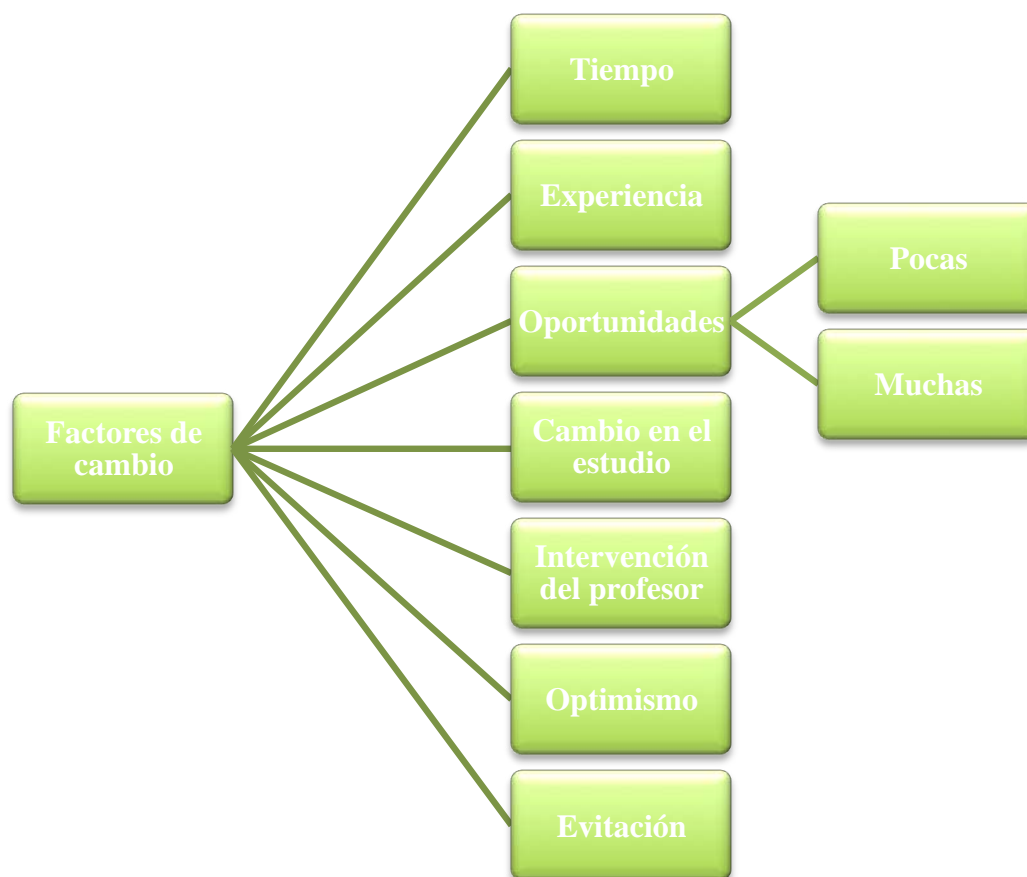 Tiempo
Experiencia
Pocas
Oportunidades
Muchas
Factores de
cambio
Cambio en el
estudio
Intervención
del profesor
Optimismo
Evitación